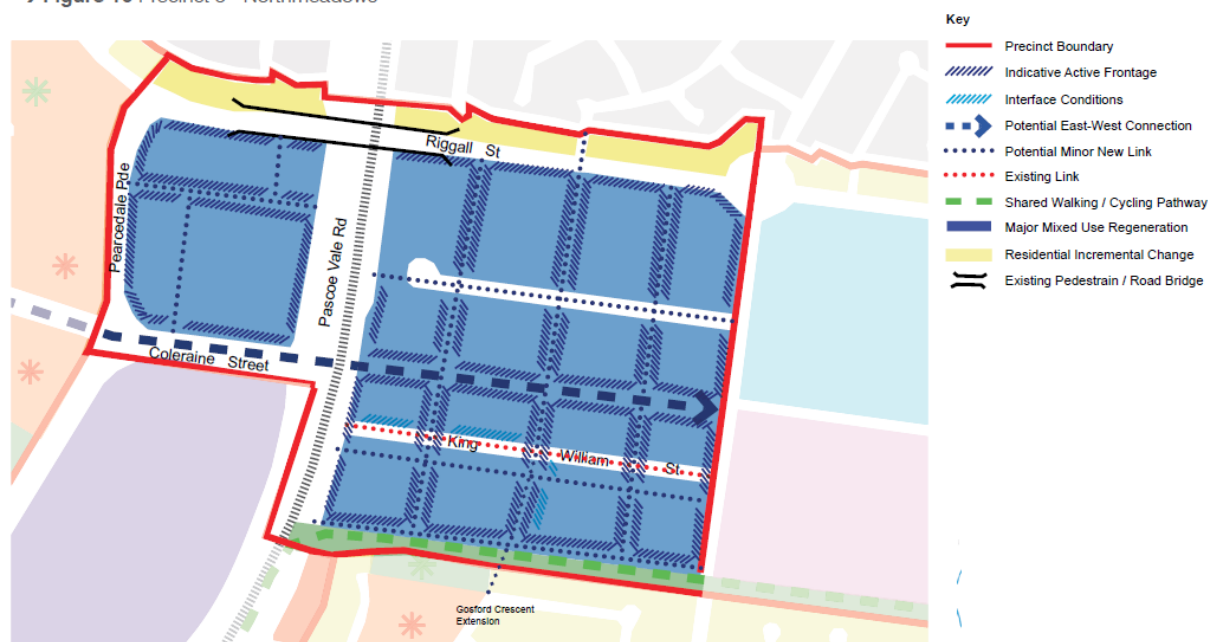 Figure 10 Precinct 3 - Northmeadows
Key
Precinct Boundary
Indicative Active Frontage
Interface Conditions
Potential East-West Connection
Potential Minor New Link
Existing Link
Shared Walking / Cycling Pathway
Major Mixed Use Regeneration
Residential Incremental Change
Existing Pedestrain / Road Bridge
Riggall St
Pearcedale Pde
Pascoe Vale Rd
Coleraine Street
King William St
Gosford Crescent
Extension